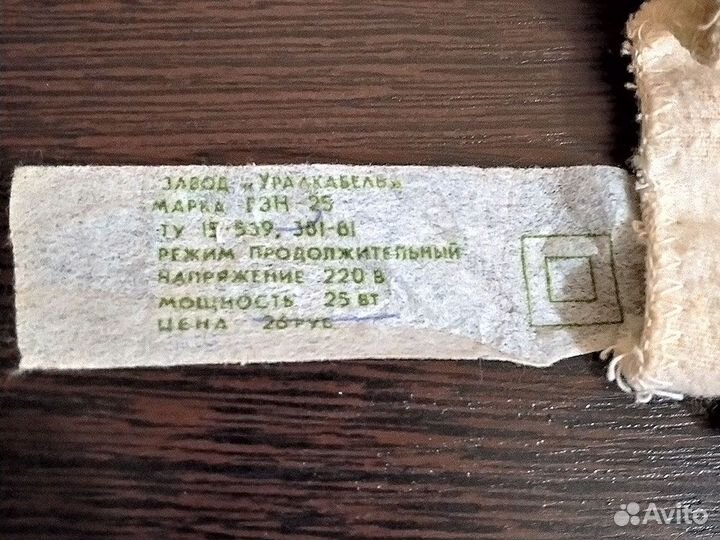 ЗАВОД „УРАЛКАБЕЛЬ"
МАРКА ГЭН 25
ТУ 16 539. 381-81
РЕЖИМ ПРОДОЛЖИТЕЛЬНЫЙ
НАПРЯЖЕНИЕ 220 В
МОЩНОСТЬ 25 ВТ
ЦЕНА 26 РУБ
Avito